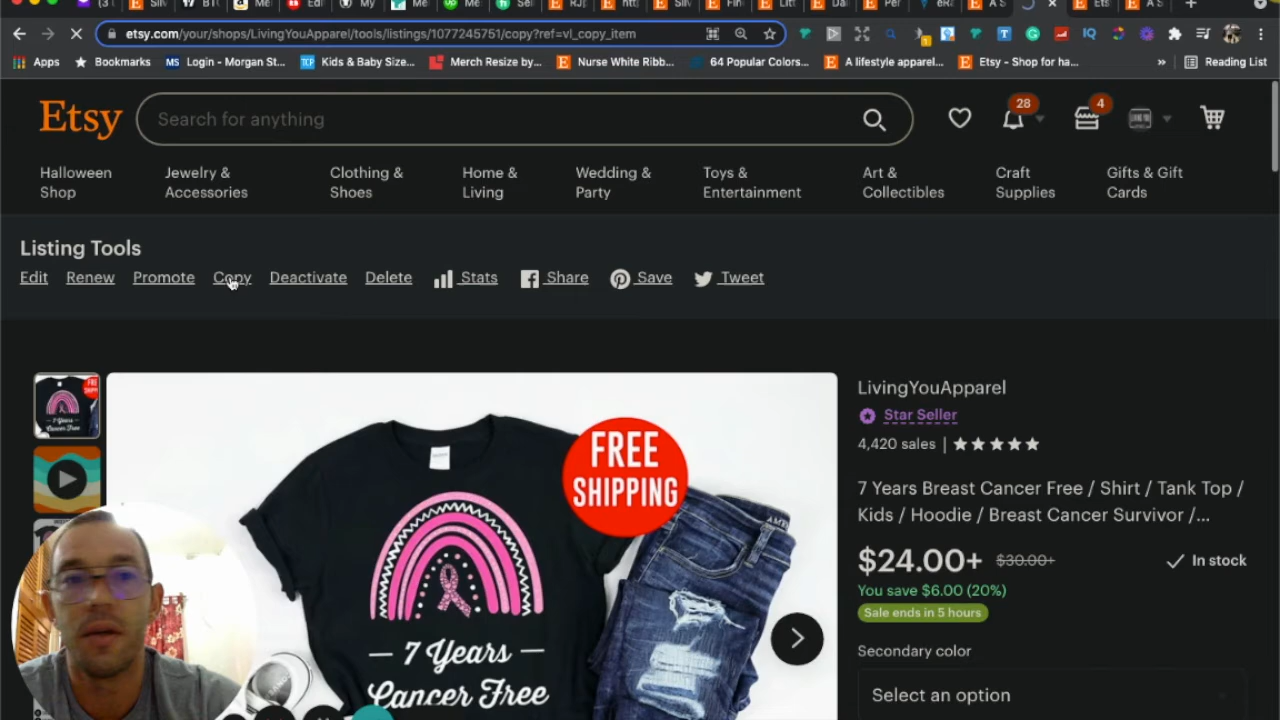 etsy.com/your/shops/LivingYouApparel/tools/listings/1077245751/copy?ref=vl_copy_item
Apps
Bookmarks
MS Login - Morgan St...
TCP Kids & Baby Size...
Merch Resize by...
Nurse White Ribb...
64 Popular Colors...
A lifestyle apparel...
Etsy - Shop for ha...
»
Reading List
Etsy
Search for anything
28
4
Halloween Shop
Jewelry & Accessories
Clothing & Shoes
Home & Living
Wedding & Party
Toys & Entertainment
Art & Collectibles
Craft Supplies
Gifts & Gift Cards
Listing Tools
Edit Renew Promote Copy Deactivate Delete Stats Share Save Tweet
FREE
SHIPPING
7 Years
Cancer Free
LivingYouApparel
Star Seller
4,420 sales | ★★★★★
7 Years Breast Cancer Free / Shirt / Tank Top /
Kids / Hoodie / Breast Cancer Survivor /...
$24.00+ $30.00+ In stock
You save $6.00 (20%)
Sale ends in 5 hours
Secondary color
Select an option